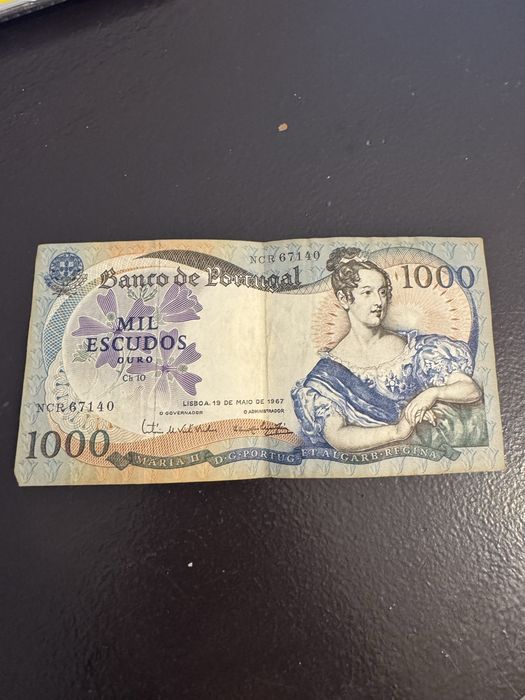 NCR 67140
Banco de Portugal
1000
MIL
ESCUDOS
OURO
Ch 10
LISBOA, 19 DE MAIO DE 1967
O GOVERNADOR O ADMINISTRADOR
NCR 67140
1000
MARIA II D·G·PORTUG ET ALGARB·REGINA